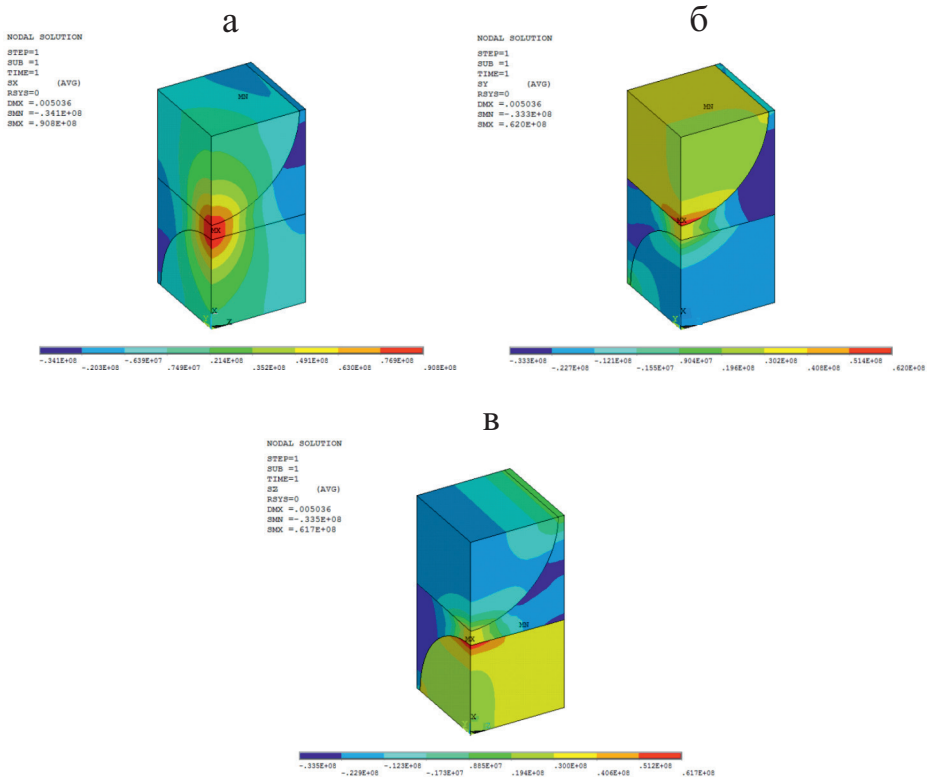 а
NODAL SOLUTION
STEP=1
SUB =1
TIME=1
SX (AVG)
RSYS=0
DMX =.005036
SMN =-.341E+08
SMX =.908E+08
MN
MX
X
Y
Z
-.341E+08 -.639E+07 .214E+08 .491E+08 .769E+08
-.203E+08 .749E+07 .352E+08 .630E+08 .908E+08
б
NODAL SOLUTION
STEP=1
SUB =1
TIME=1
SY (AVG)
RSYS=0
DMX =.005036
SMN =-.333E+08
SMX =.620E+08
MN
MX
X
Y
-.333E+08 -.121E+08 .904E+07 .302E+08 .514E+08
-.227E+08 -.155E+07 .196E+08 .408E+08 .620E+08
в
NODAL SOLUTION
STEP=1
SUB =1
TIME=1
SZ (AVG)
RSYS=0
DMX =.005036
SMN =-.335E+08
SMX =.617E+08
MN
MX
X
-.335E+08 -.123E+08 .885E+07 .300E+08 .512E+08
-.229E+08 -.173E+07 .194E+08 .406E+08 .617E+08